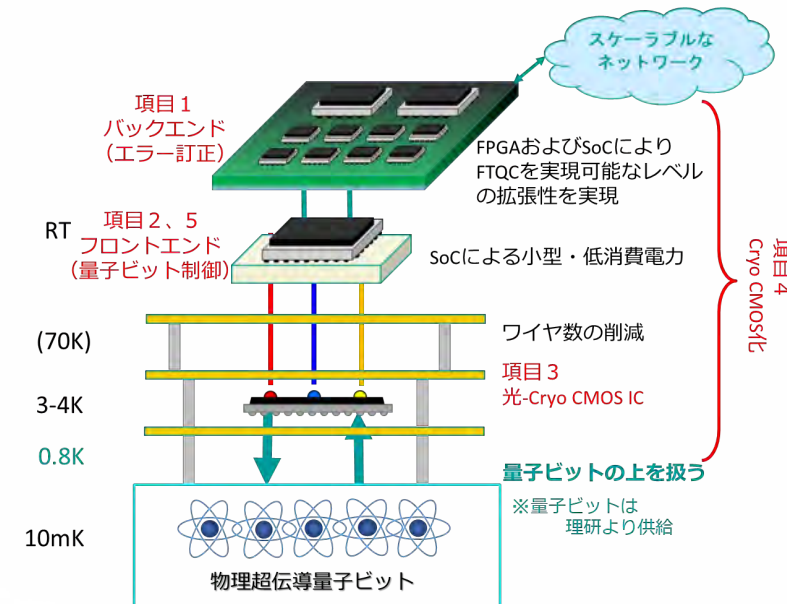 スケーラブルな
ネットワーク
項目１
バックエンド
（エラー訂正）
FPGAおよびSoCにより
FTQCを実現可能なレベル
の拡張性を実現
RT
項目２、５
フロントエンド
（量子ビット制御）
SoCによる小型・低消費電力
項目４
Cryo CMOS化
(70K)
ワイヤ数の削減
項目３
光-Cryo CMOS IC
3-4K
0.8K
量子ビットの上を扱う
※量子ビットは
理研より供給
10mK
物理超伝導量子ビット